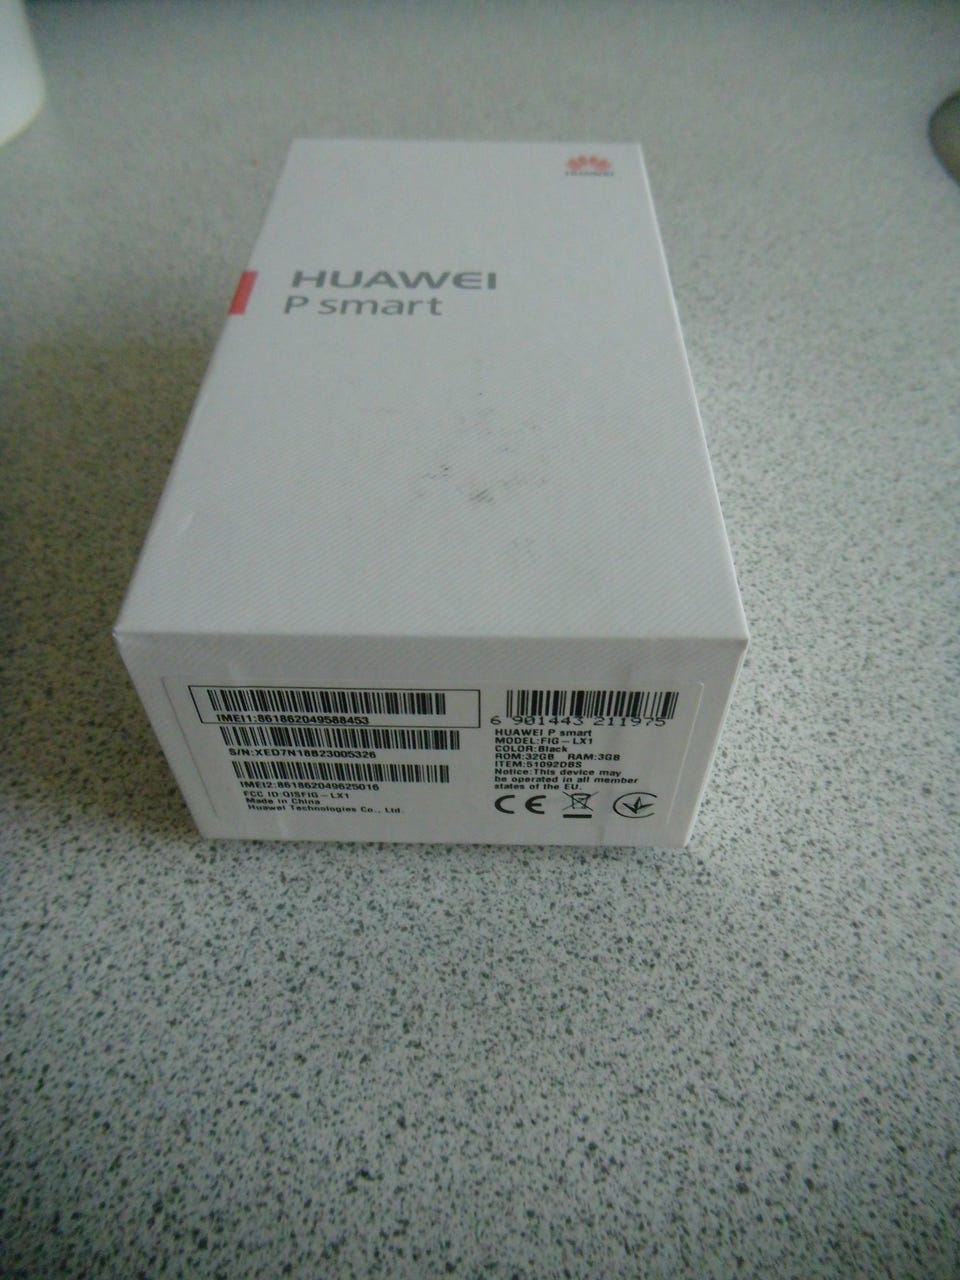 HUAWEI
HUAWEI
P smart
IMEI1:861862049588453
S/N:XED7N18B23005326
IMEI2:861862049625016
FCC ID:QISFIG-LX1
Made in China
Huawei Technologies Co., Ltd.
6 901443 211975
HUAWEI P smart
MODEL:FIG-LX1
COLOR:Black
ROM:32GB RAM:3GB
ITEM:51092DBS
Notice:This device may
be operated in all member
states of the EU.
CE